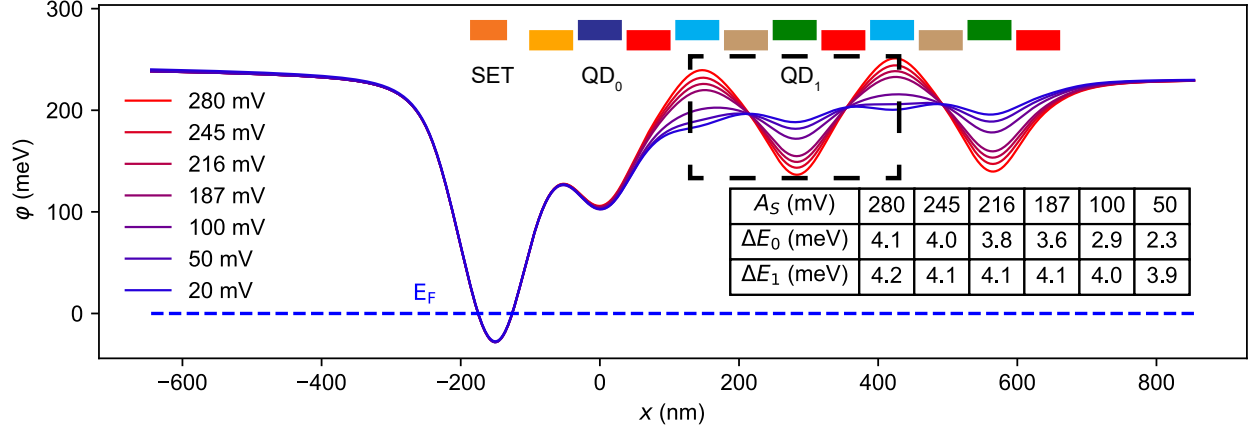 300
200
100
0
φ (meV)
SET
QD₀
QD₁
280 mV
245 mV
216 mV
187 mV
100 mV
50 mV
20 mV
E_F
A_S (mV) 280 245 216 187 100 50
ΔE₀ (meV) 4.1 4.0 3.8 3.6 2.9 2.3
ΔE₁ (meV) 4.2 4.1 4.1 4.1 4.0 3.9
−600 −400 −200 0 200 400 600 800
x (nm)